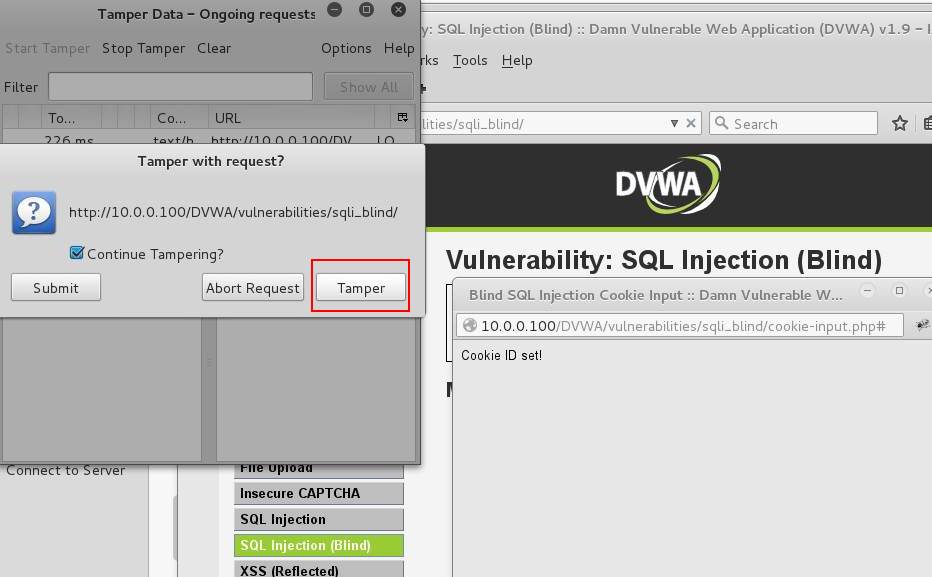 Tamper Data - Ongoing requests
Start Tamper Stop Tamper Clear Options Help
Filter Show All
To... Co... URL
226 ms text/h http://10.0.0.100/DV
Tamper with request?
http://10.0.0.100/DVWA/vulnerabilities/sqli_blind/
Continue Tampering?
Submit Abort Request Tamper
Connect to Server
y: SQL Injection (Blind) :: Damn Vulnerable Web Application (DVWA) v1.9 - I
rks Tools Help
lities/sqli_blind/ Search
DVWA
Vulnerability: SQL Injection (Blind)
Blind SQL Injection Cookie Input :: Damn Vulnerable W...
10.0.0.100/DVWA/vulnerabilities/sqli_blind/cookie-input.php#
Cookie ID set!
File Upload
Insecure CAPTCHA
SQL Injection
SQL Injection (Blind)
XSS (Reflected)